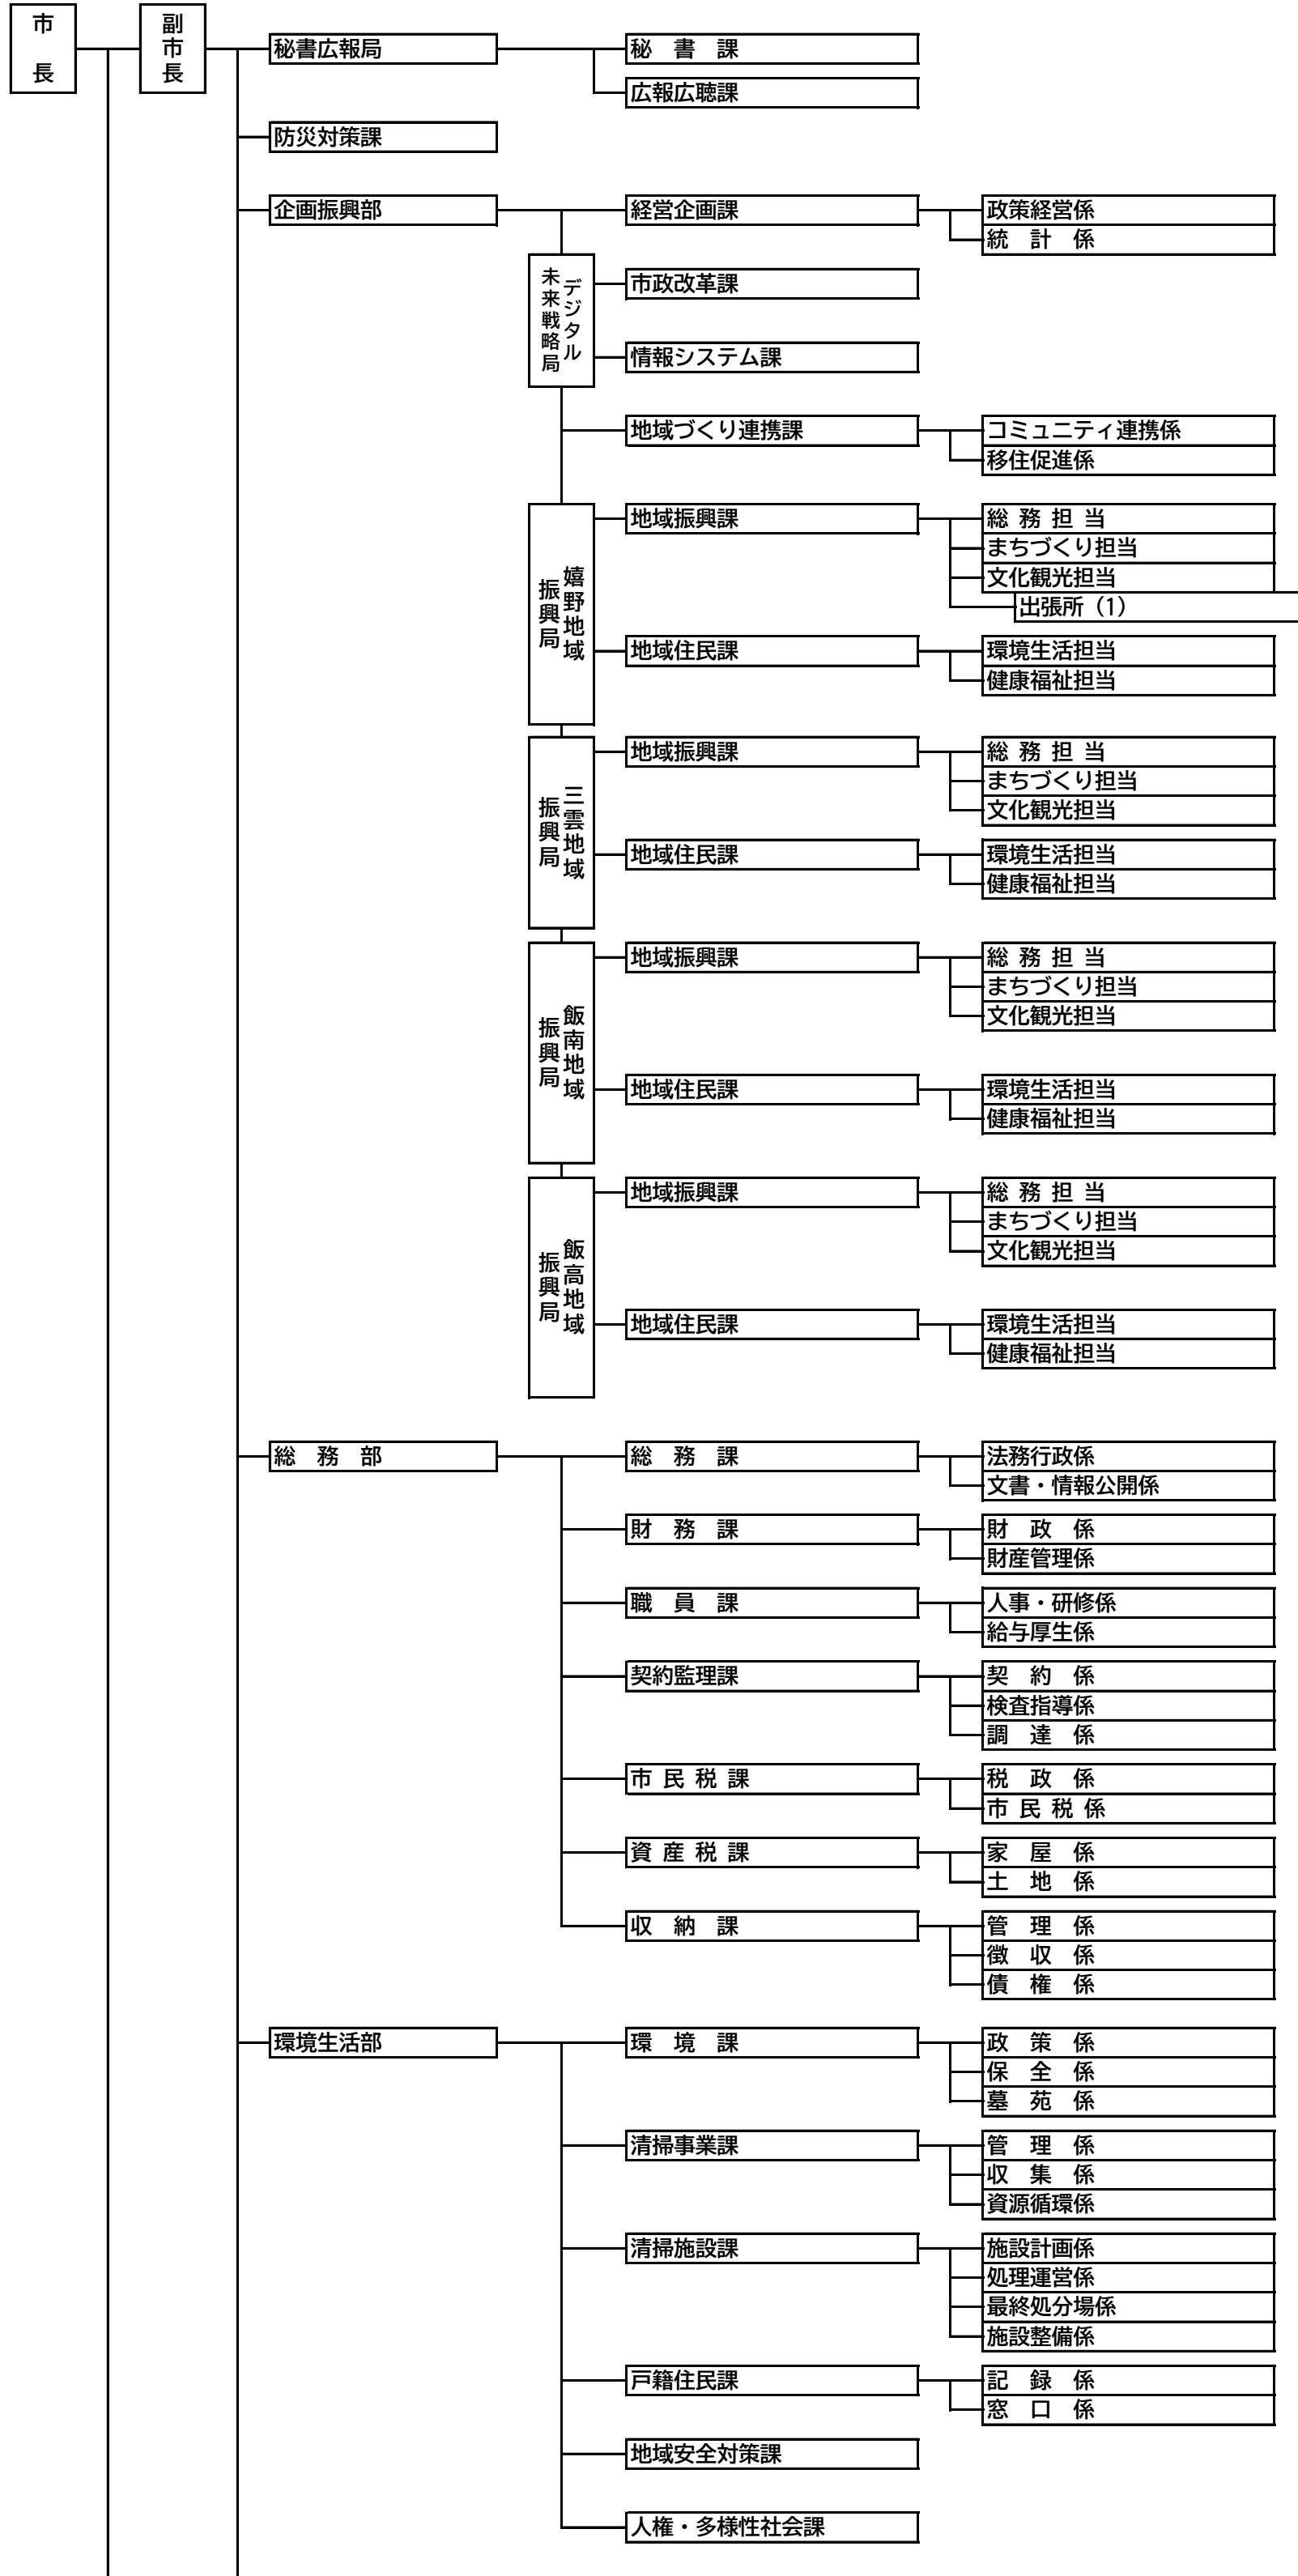 市長
副市長
秘書広報局
秘　書　課
広報広聴課
防災対策課
企画振興部
経営企画課
政策経営係
統　計　係
デジタル
未来戦略局
市政改革課
情報システム課
地域づくり連携課
コミュニティ連携係
移住促進係
嬉野地域
振興局
地域振興課
総 務 担 当
まちづくり担当
文化観光担当
出張所（1）
地域住民課
環境生活担当
健康福祉担当
三雲地域
振興局
地域振興課
総 務 担 当
まちづくり担当
文化観光担当
地域住民課
環境生活担当
健康福祉担当
飯南地域
振興局
地域振興課
総 務 担 当
まちづくり担当
文化観光担当
地域住民課
環境生活担当
健康福祉担当
飯高地域
振興局
地域振興課
総 務 担 当
まちづくり担当
文化観光担当
地域住民課
環境生活担当
健康福祉担当
総　務　部
総　務　課
法務行政係
文書・情報公開係
財　務　課
財　政　係
財産管理係
職　員　課
人事・研修係
給与厚生係
契約監理課
契　約　係
検査指導係
調　達　係
市 民 税 課
税　政　係
市 民 税 係
資 産 税 課
家　屋　係
土　地　係
収　納　課
管　理　係
徴　収　係
債　権　係
環境生活部
環　境　課
政　策　係
保　全　係
墓　苑　係
清掃事業課
管　理　係
収　集　係
資源循環係
清掃施設課
施設計画係
処理運営係
最終処分場係
施設整備係
戸籍住民課
記　録　係
窓　口　係
地域安全対策課
人権・多様性社会課